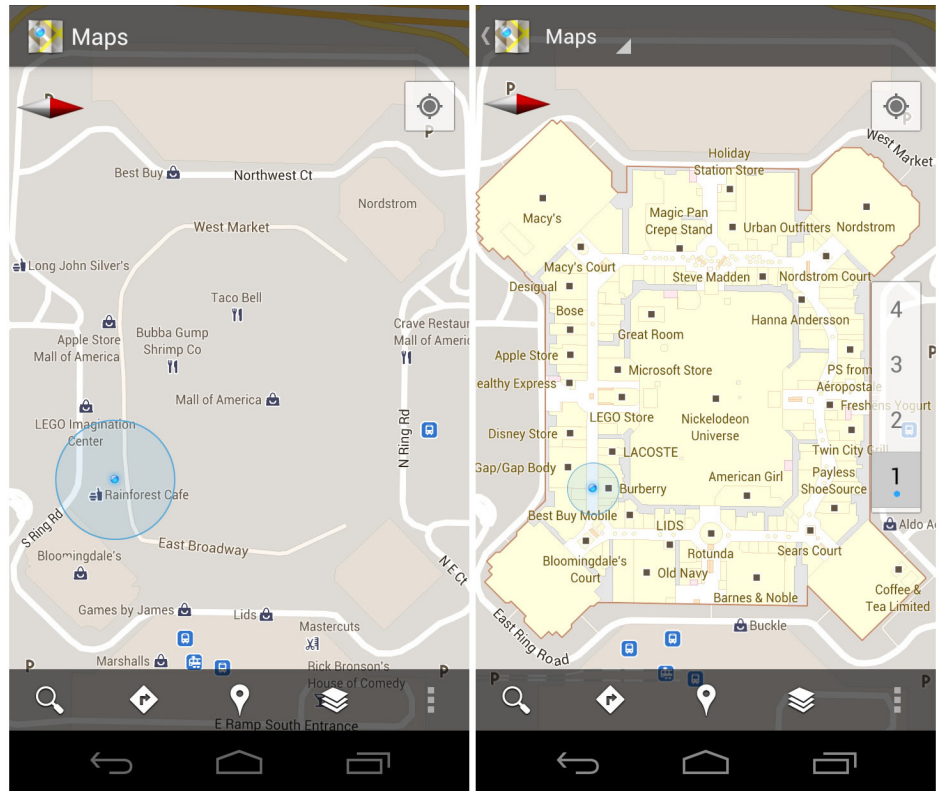 Maps
P
P
Best Buy
Northwest Ct
Nordstrom
West Market
Long John Silver's
Taco Bell
Apple Store
Mall of America
Bubba Gump
Shrimp Co
Crave Restaur
Mall of Americ
Mall of America
LEGO Imagination
Center
N Ring Rd
Rainforest Cafe
S Ring Rd
East Broadway
Bloomingdale's
N E Ct
Games by James
Lids
Mastercuts
Marshalls
P
Rick Bronson's
House of Comedy
P
E Ramp South Entrance
Maps
P
P
West Market
Holiday
Station Store
Macy's
Magic Pan
Crepe Stand
Urban Outfitters
Nordstrom
Macy's Court
Steve Madden
Nordstrom Court
Desigual
Bose
Great Room
Hanna Andersson
4
Apple Store
Microsoft Store
PS from
Aéropostale
3
P
ealthy Express
LEGO Store
Nickelodeon
Universe
Freshens Yogurt
2
Disney Store
LACOSTE
Twin City Grill
Gap/Gap Body
American Girl
Payless
ShoeSource
1
Burberry
Best Buy Mobile
LIDS
Aldo Ac
Bloomingdale's
Court
Rotunda
Sears Court
Old Navy
Barnes & Noble
Coffee &
Tea Limited
East Ring Road
Buckle
P
P